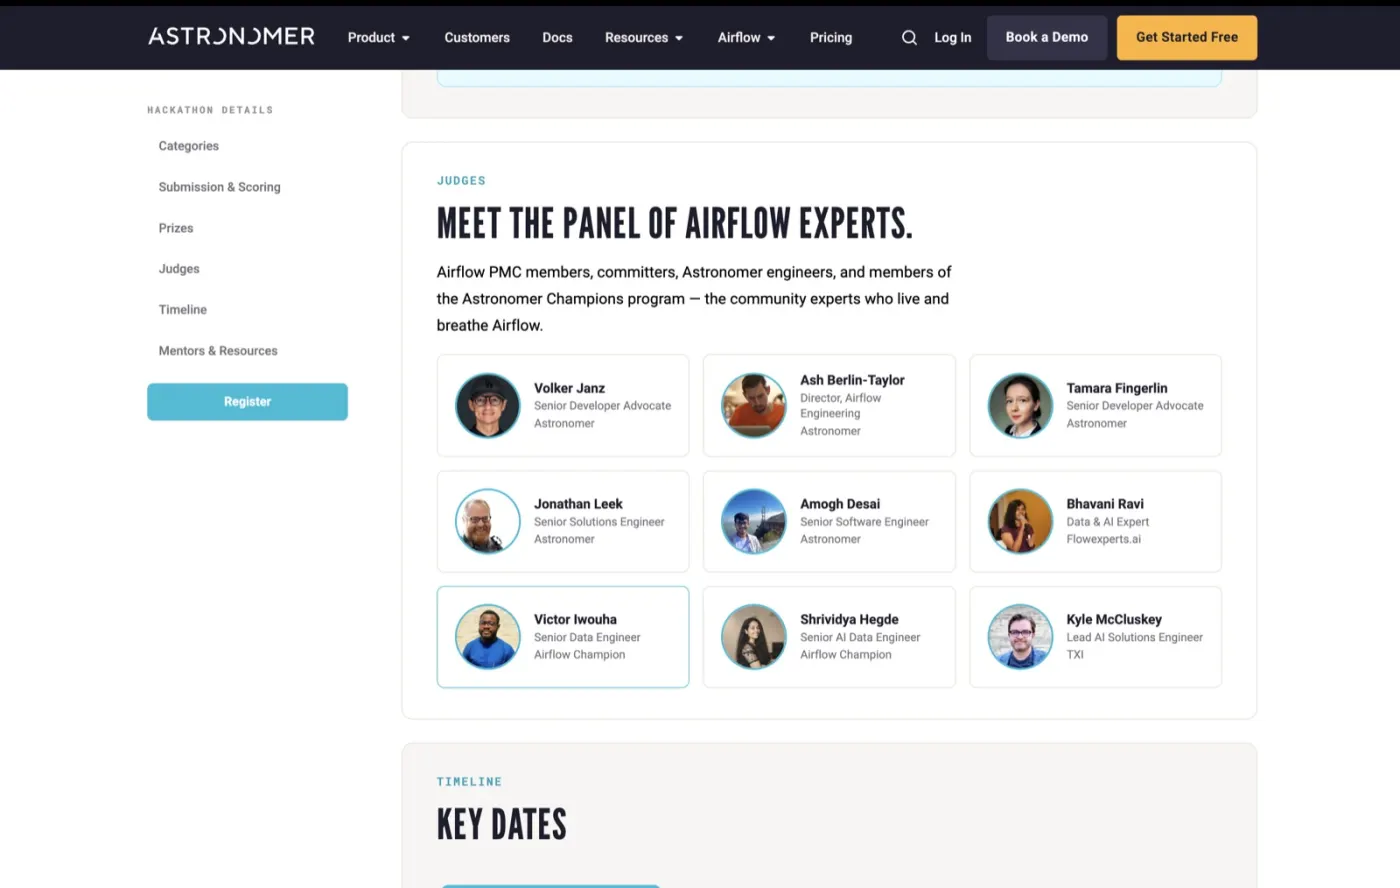 ASTRONOMER
Product
Customers
Docs
Resources
Airflow
Pricing
Log In
Book a Demo
Get Started Free
HACKATHON DETAILS
Categories
Submission & Scoring
Prizes
Judges
Timeline
Mentors & Resources
Register
JUDGES
MEET THE PANEL OF AIRFLOW EXPERTS.
Airflow PMC members, committers, Astronomer engineers, and members of
the Astronomer Champions program — the community experts who live and
breathe Airflow.
Volker Janz
Senior Developer Advocate
Astronomer
Ash Berlin-Taylor
Director, Airflow
Engineering
Astronomer
Tamara Fingerlin
Senior Developer Advocate
Astronomer
Jonathan Leek
Senior Solutions Engineer
Astronomer
Amogh Desai
Senior Software Engineer
Astronomer
Bhavani Ravi
Data & AI Expert
Flowexperts.ai
Victor Iwouha
Senior Data Engineer
Airflow Champion
Shrividya Hegde
Senior AI Data Engineer
Airflow Champion
Kyle McCluskey
Lead AI Solutions Engineer
TXI
TIMELINE
KEY DATES